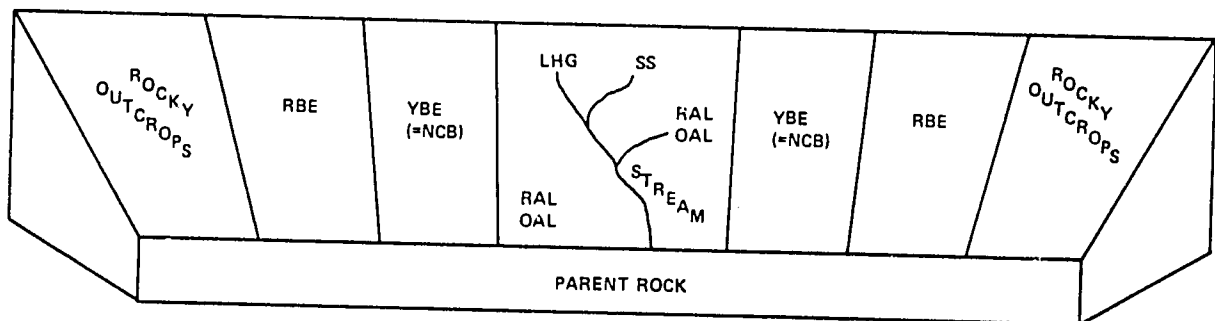 ROCKY
OUTCROPS
RBE
YBE
(=NCB)
LHG
SS
RAL
OAL
STREAM
RAL
OAL
YBE
(=NCB)
RBE
ROCKY
OUTCROPS
PARENT ROCK